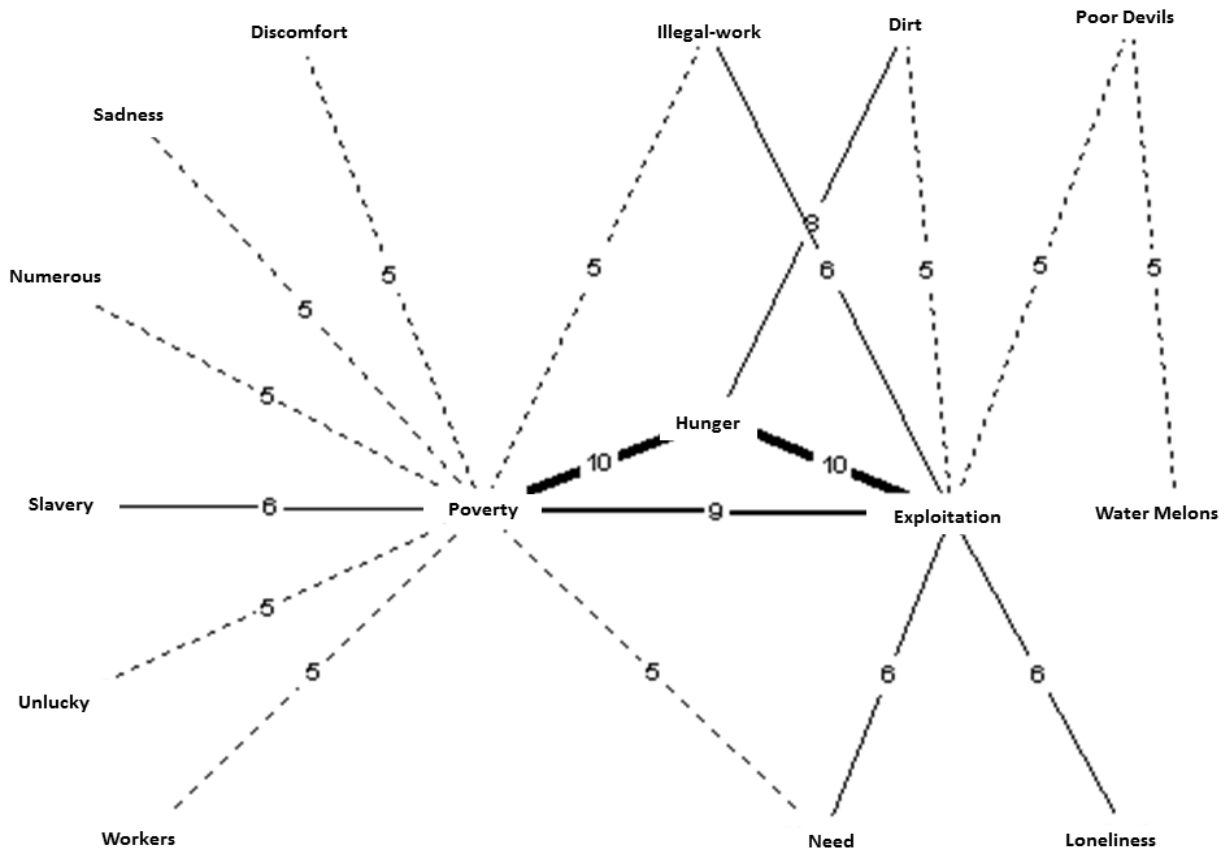 Discomfort
Illegal-work
Dirt
Poor Devils
Sadness
Numerous
5
5
5
6
5
5
5
5
5
Hunger
10
10
Slavery
6
Poverty
9
Exploitation
Water Melons
5
5
5
6
6
Unlucky
Workers
Need
Loneliness